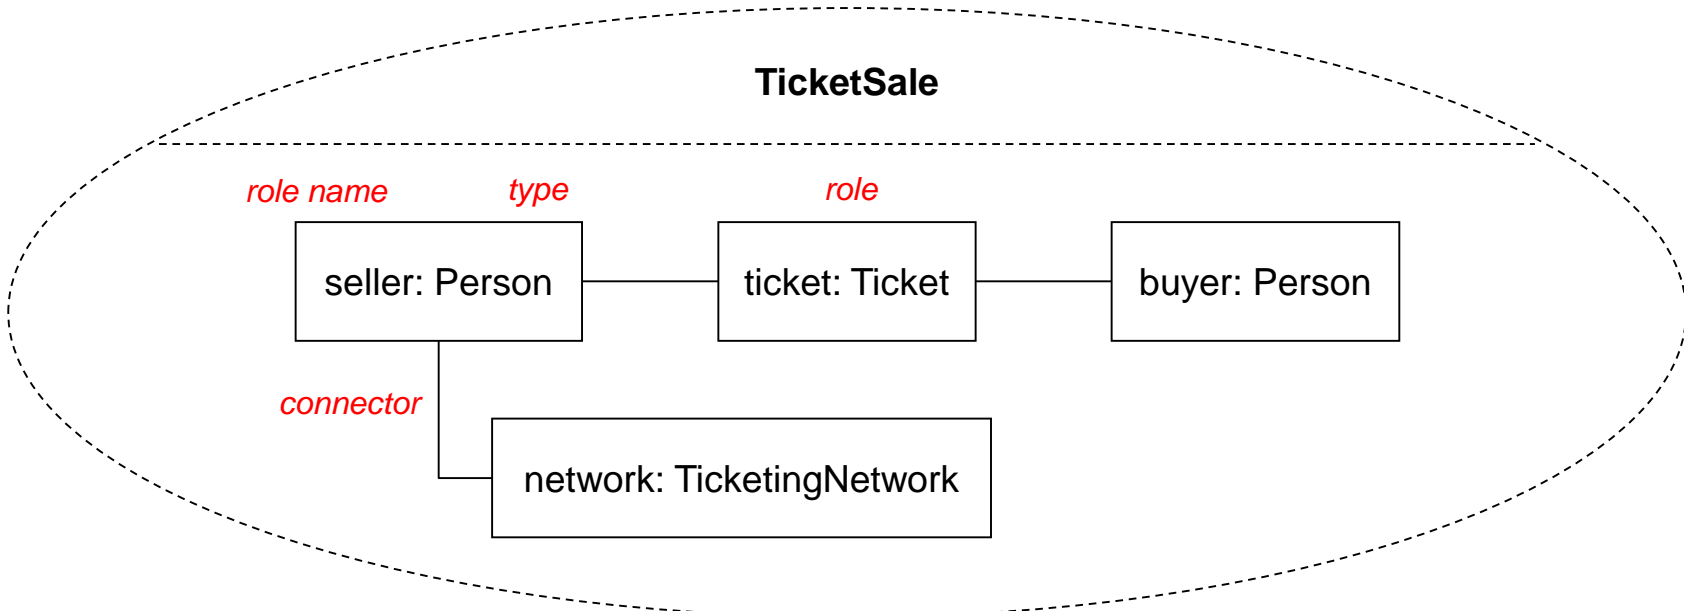 TicketSale
role name
type
role
seller: Person
ticket: Ticket
buyer: Person
connector
network: TicketingNetwork